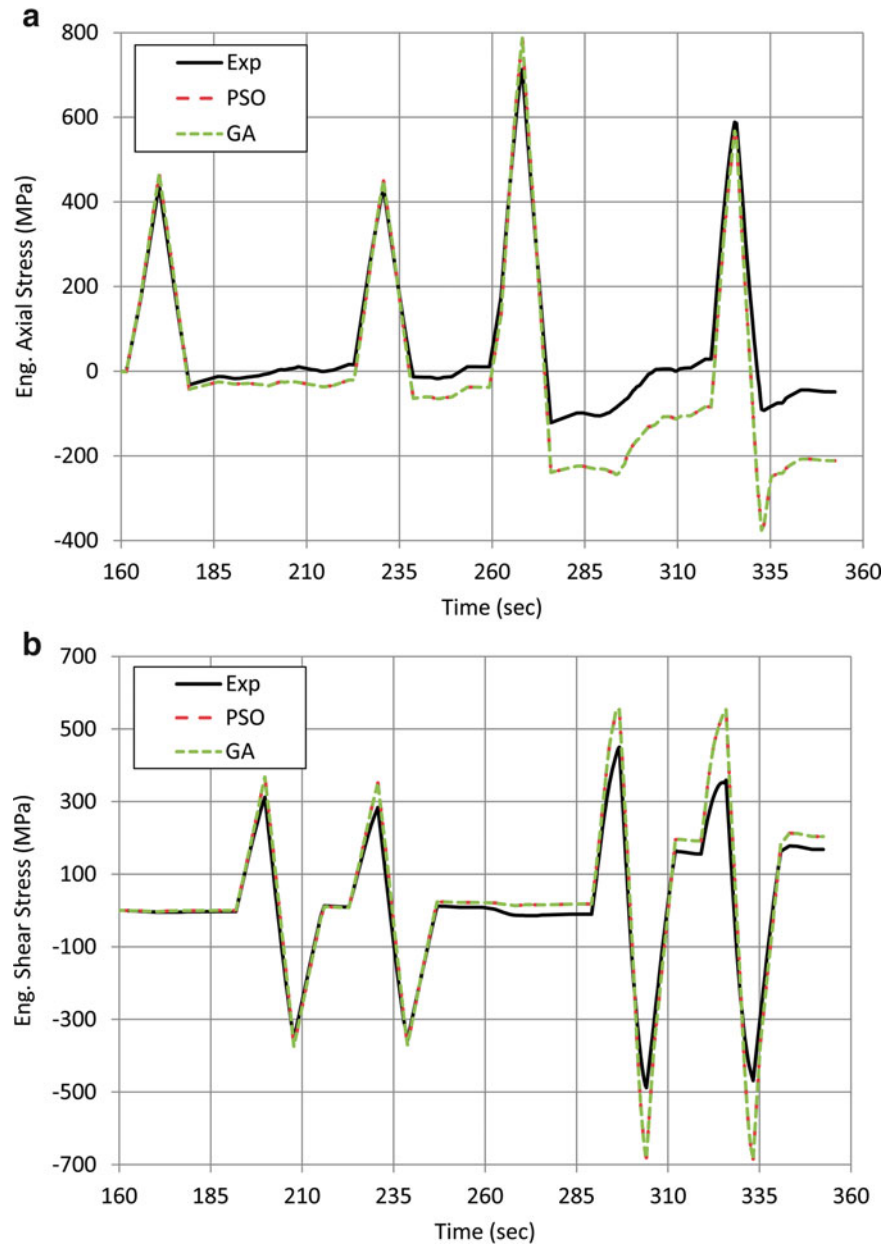 a
800
600
400
200
0
-200
-400
Eng. Axial Stress (MPa)
Exp
PSO
GA
160 185 210 235 260 285 310 335 360
Time (sec)
b
700
500
300
100
-100
-300
-500
-700
Eng. Shear Stress (MPa)
Exp
PSO
GA
160 185 210 235 260 285 310 335 360
Time (sec)